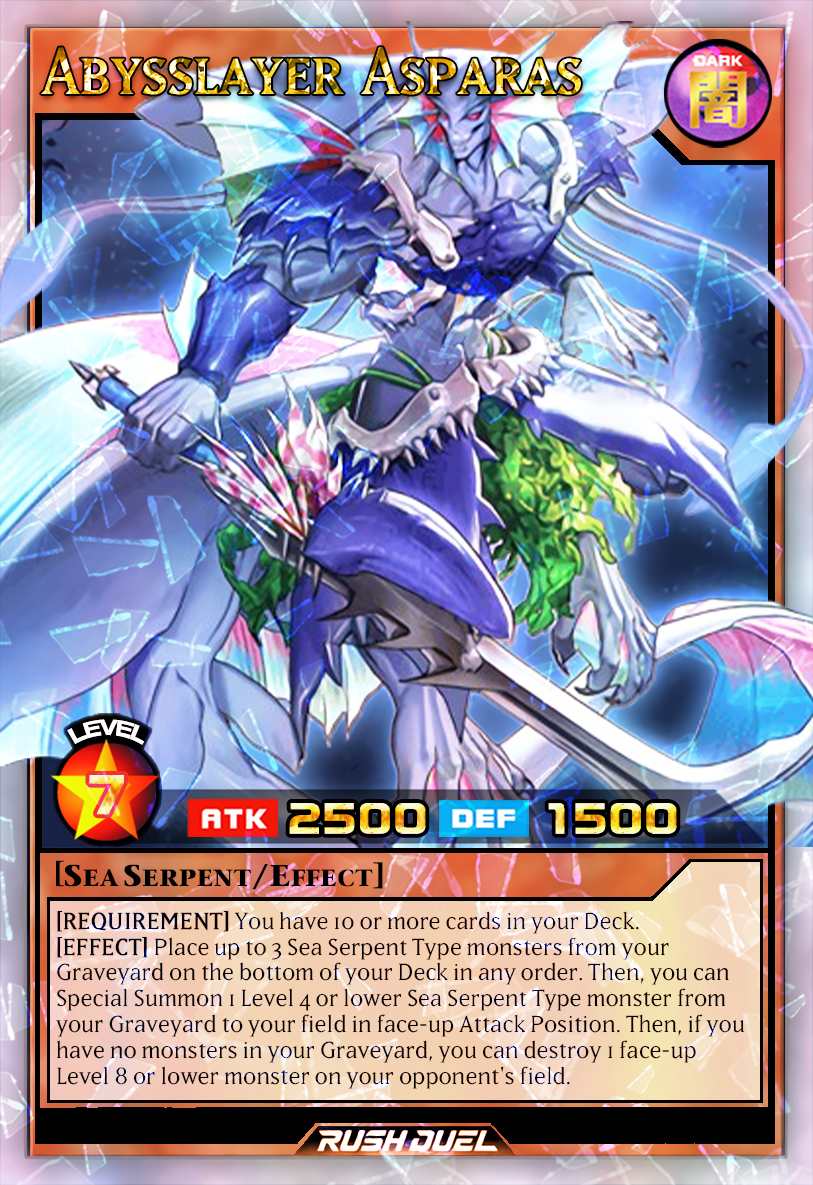 Abysslayer Asparas
DARK
闇
LEVEL
7
ATK 2500 DEF 1500
[Sea Serpent/Effect]
[REQUIREMENT] You have 10 or more cards in your Deck.
[EFFECT] Place up to 3 Sea Serpent Type monsters from your
Graveyard on the bottom of your Deck in any order. Then, you can
Special Summon 1 Level 4 or lower Sea Serpent Type monster from
your Graveyard to your field in face-up Attack Position. Then, if you
have no monsters in your Graveyard, you can destroy 1 face-up
Level 8 or lower monster on your opponent's field.
RUSH DUEL